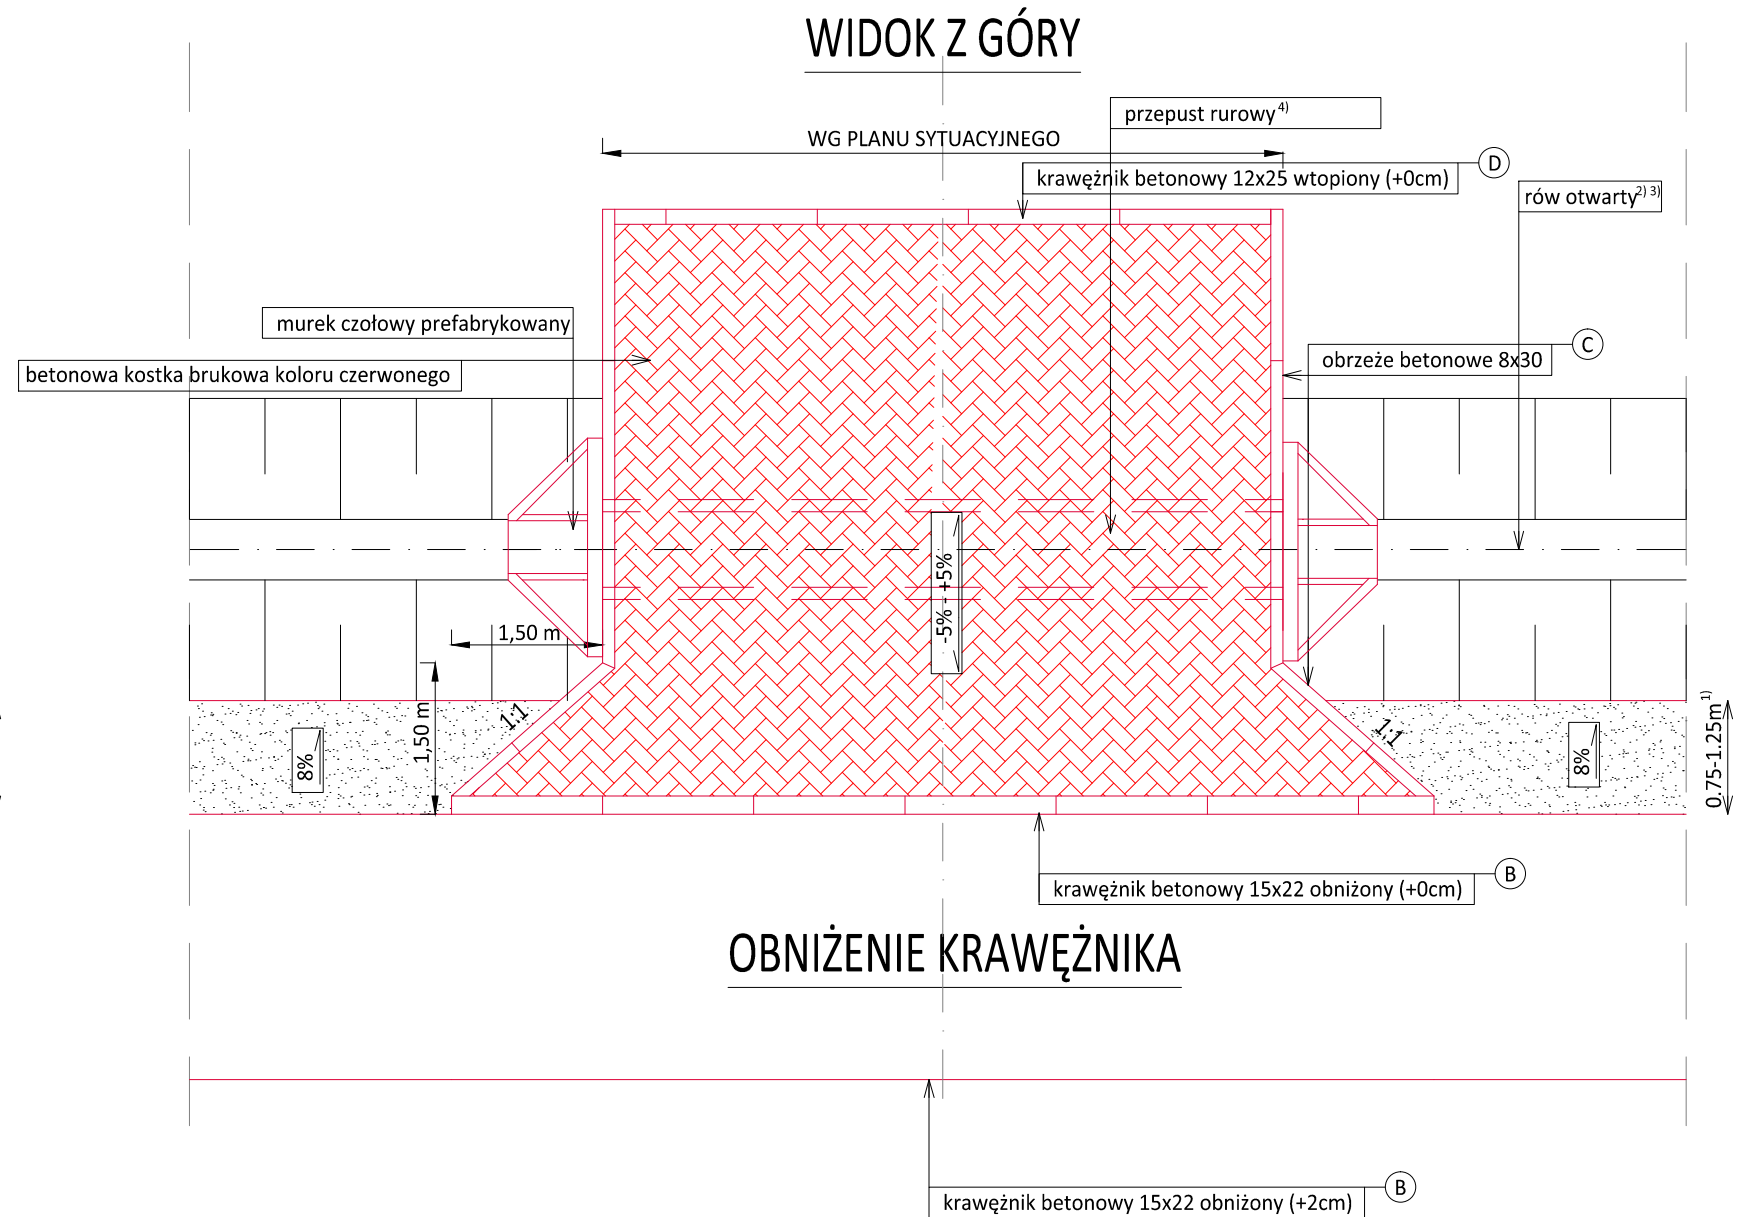 WIDOK Z GÓRY
przepust rurowy⁴⁾
WG PLANU SYTUACYJNEGO
D
krawężnik betonowy 12x25 wtopiony (+0cm)
rów otwarty²⁾ ³⁾
murek czołowy prefabrykowany
C
obrzeże betonowe 8x30
betonowa kostka brukowa koloru czerwonego
-5% - +5%
1,50 m
1,50 m
1:1
1:1
8%
8%
0.75-1.25m¹⁾
B
krawężnik betonowy 15x22 obniżony (+0cm)
OBNIŻENIE KRAWĘŻNIKA
B
krawężnik betonowy 15x22 obniżony (+2cm)